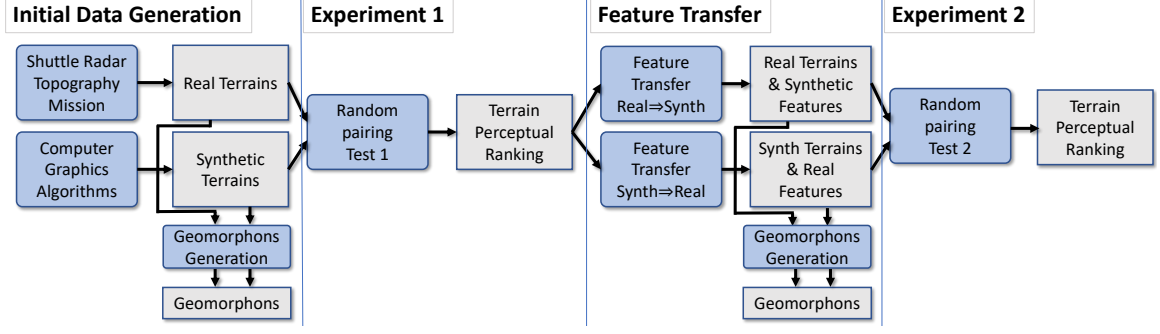 Initial Data Generation
Shuttle Radar
Topography
Mission
Real Terrains
Computer
Graphics
Algorithms
Synthetic
Terrains
Geomorphons
Generation
Geomorphons
Experiment 1
Random
pairing
Test 1
Terrain
Perceptual
Ranking
Feature Transfer
Feature
Transfer
Real⇒Synth
Real Terrains
& Synthetic
Features
Feature
Transfer
Synth⇒Real
Synth Terrains
& Real
Features
Geomorphons
Generation
Geomorphons
Experiment 2
Random
pairing
Test 2
Terrain
Perceptual
Ranking